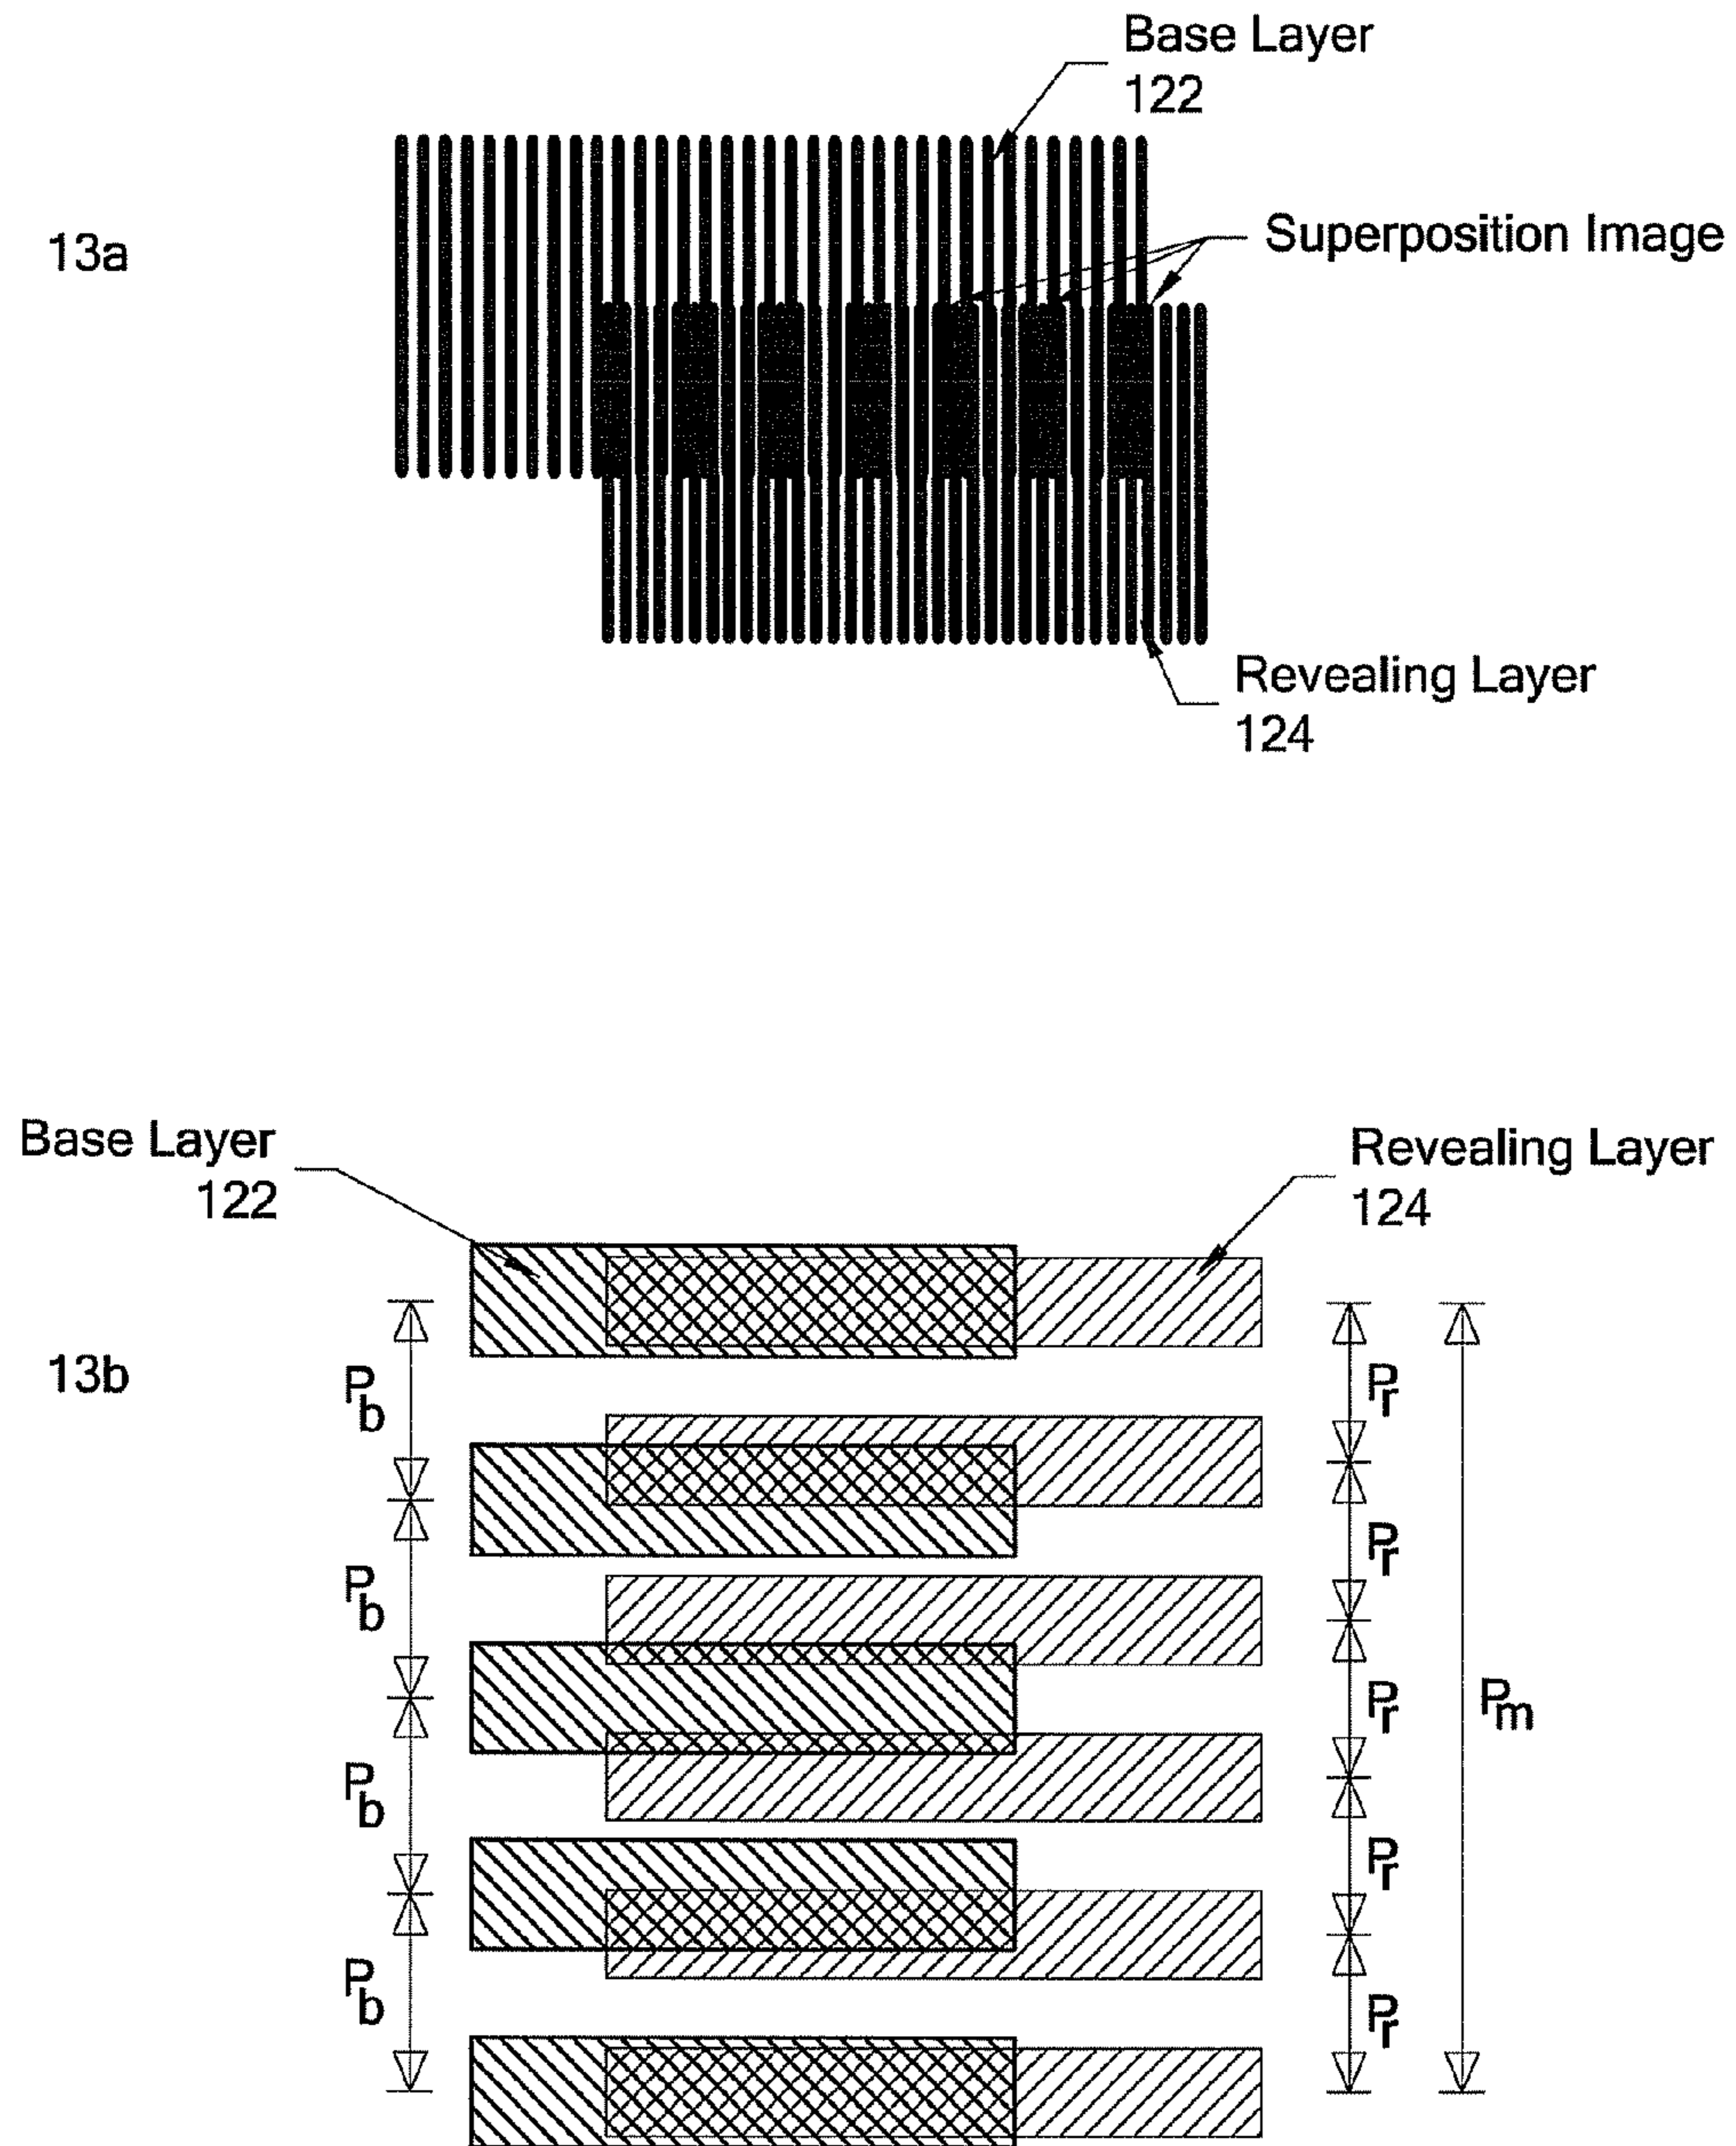 Base Layer
122
13a
Superposition Image
Revealing Layer
124
Base Layer
122
Revealing Layer
124
13b
Pb
Pb
Pb
Pb
Pr
Pr
Pr
Pr
Pr
Pm